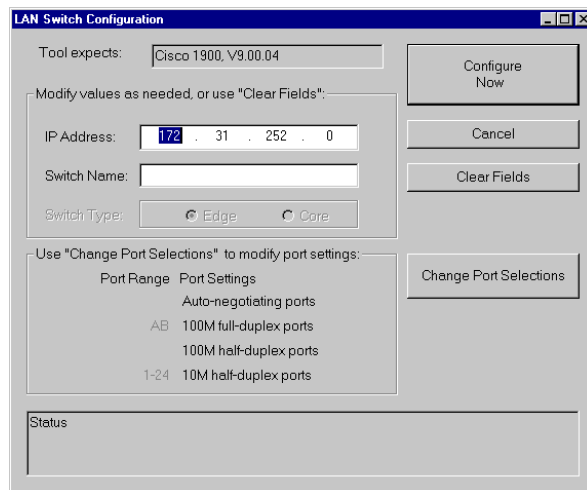 LAN Switch Configuration
Tool expects: Cisco 1900, V9.00.04
Configure
Now
Modify values as needed, or use "Clear Fields":
IP Address: 172 . 31 . 252 . 0
Cancel
Switch Name:
Clear Fields
Switch Type: Edge Core
Use "Change Port Selections" to modify port settings:
Change Port Selections
Port Range Port Settings
Auto-negotiating ports
AB 100M full-duplex ports
100M half-duplex ports
1-24 10M half-duplex ports
Status